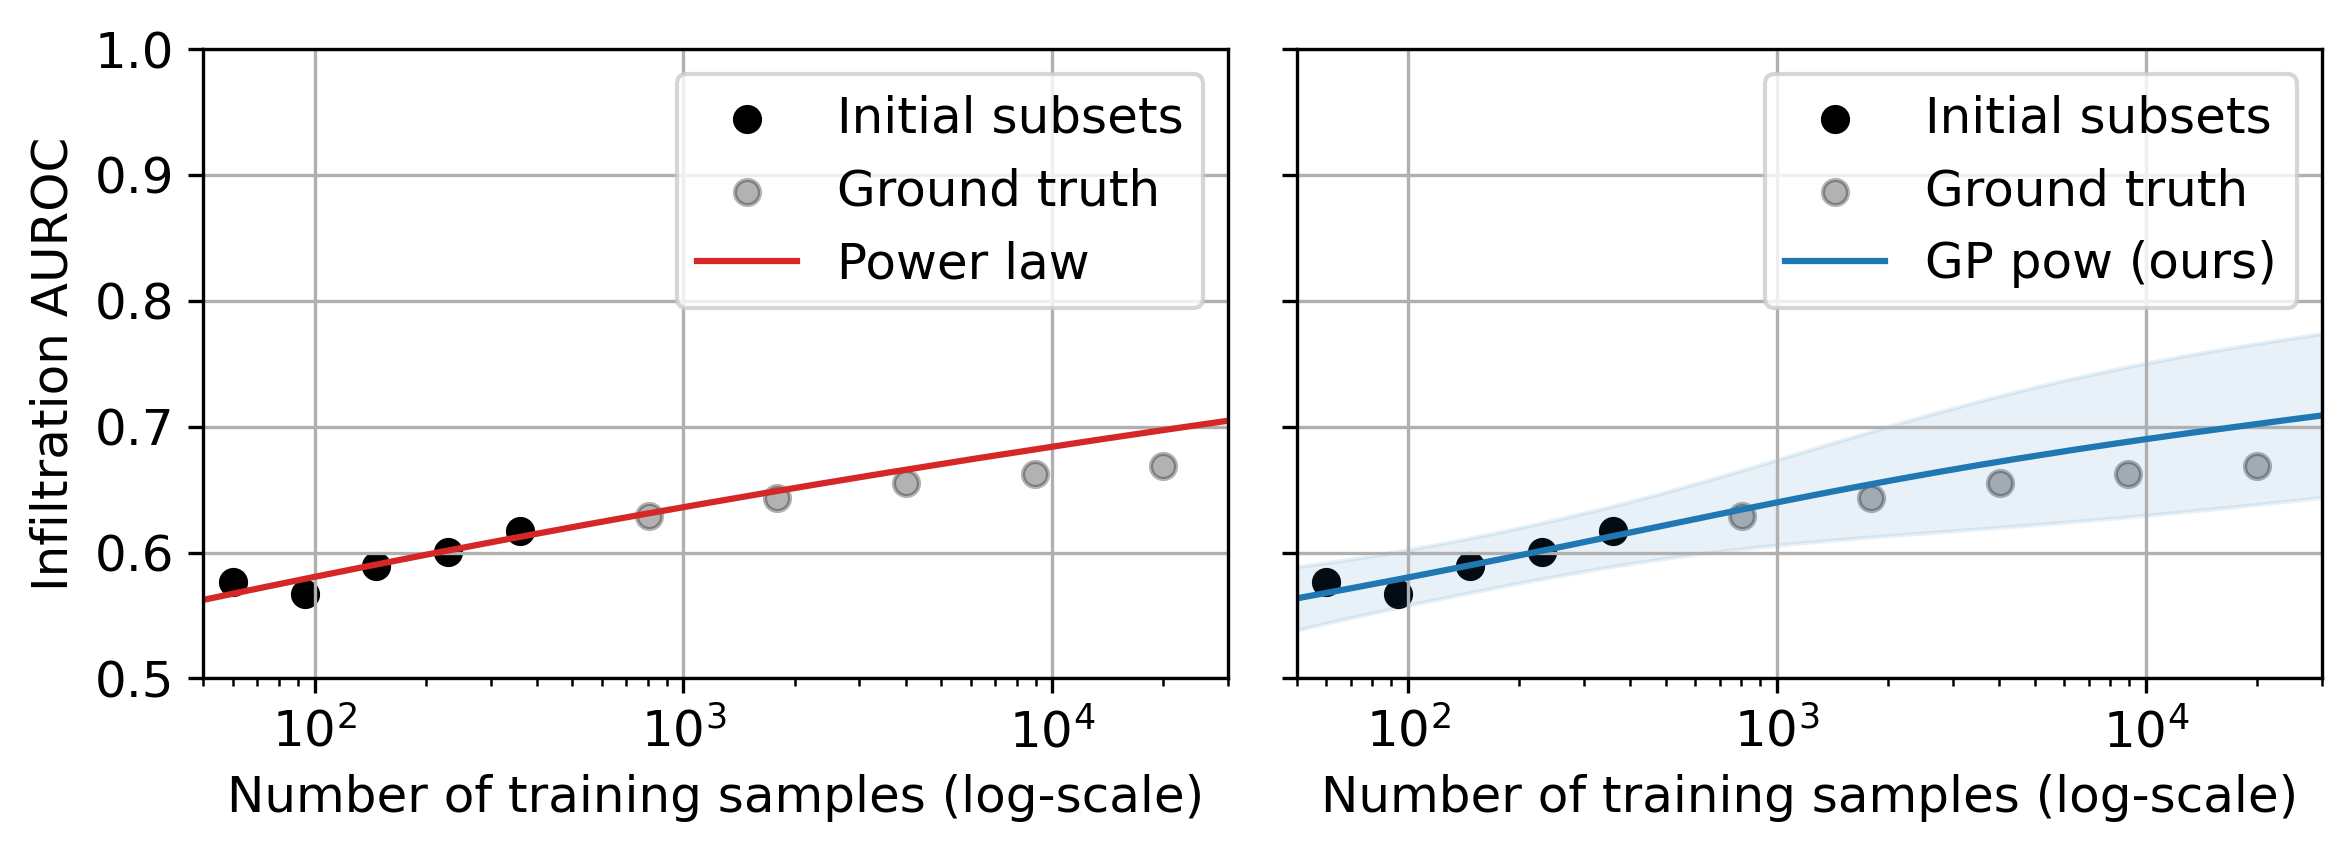 Infiltration AUROC
1.0
0.9
0.8
0.7
0.6
0.5
Initial subsets
Ground truth
Power law
10²
10³
10⁴
Number of training samples (log-scale)
Initial subsets
Ground truth
GP pow (ours)
10²
10³
10⁴
Number of training samples (log-scale)